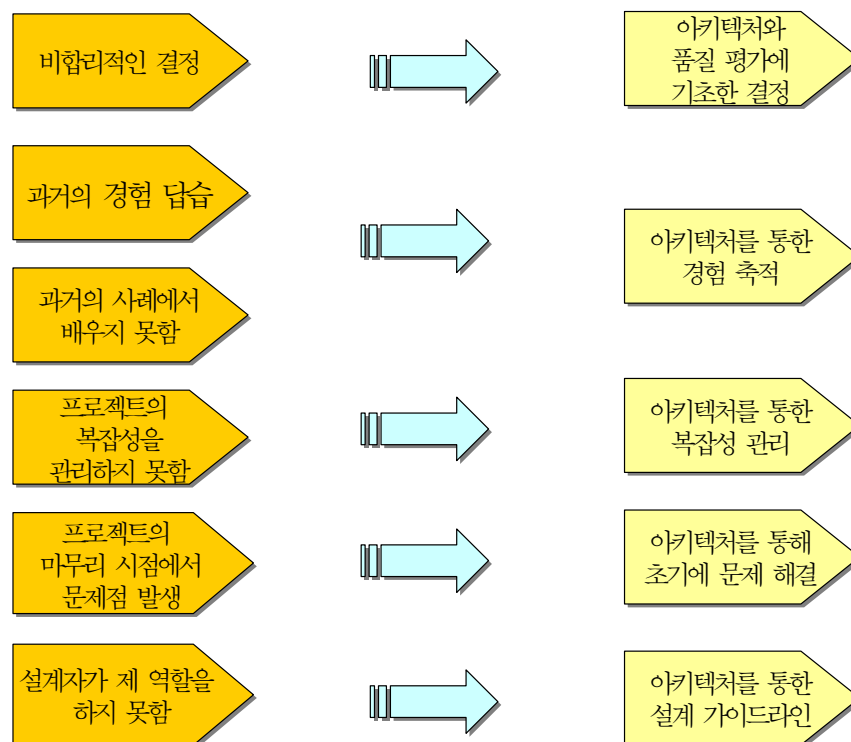 비합리적인 결정
아키텍처와
품질 평가에
기초한 결정
과거의 경험 답습
과거의 사례에서
배우지 못함
아키텍처를 통한
경험 축적
프로젝트의
복잡성을
관리하지 못함
아키텍처를 통한
복잡성 관리
프로젝트의
마무리 시점에서
문제점 발생
아키텍처를 통해
초기에 문제 해결
설계자가 제 역할을
하지 못함
아키텍처를 통한
설계 가이드라인